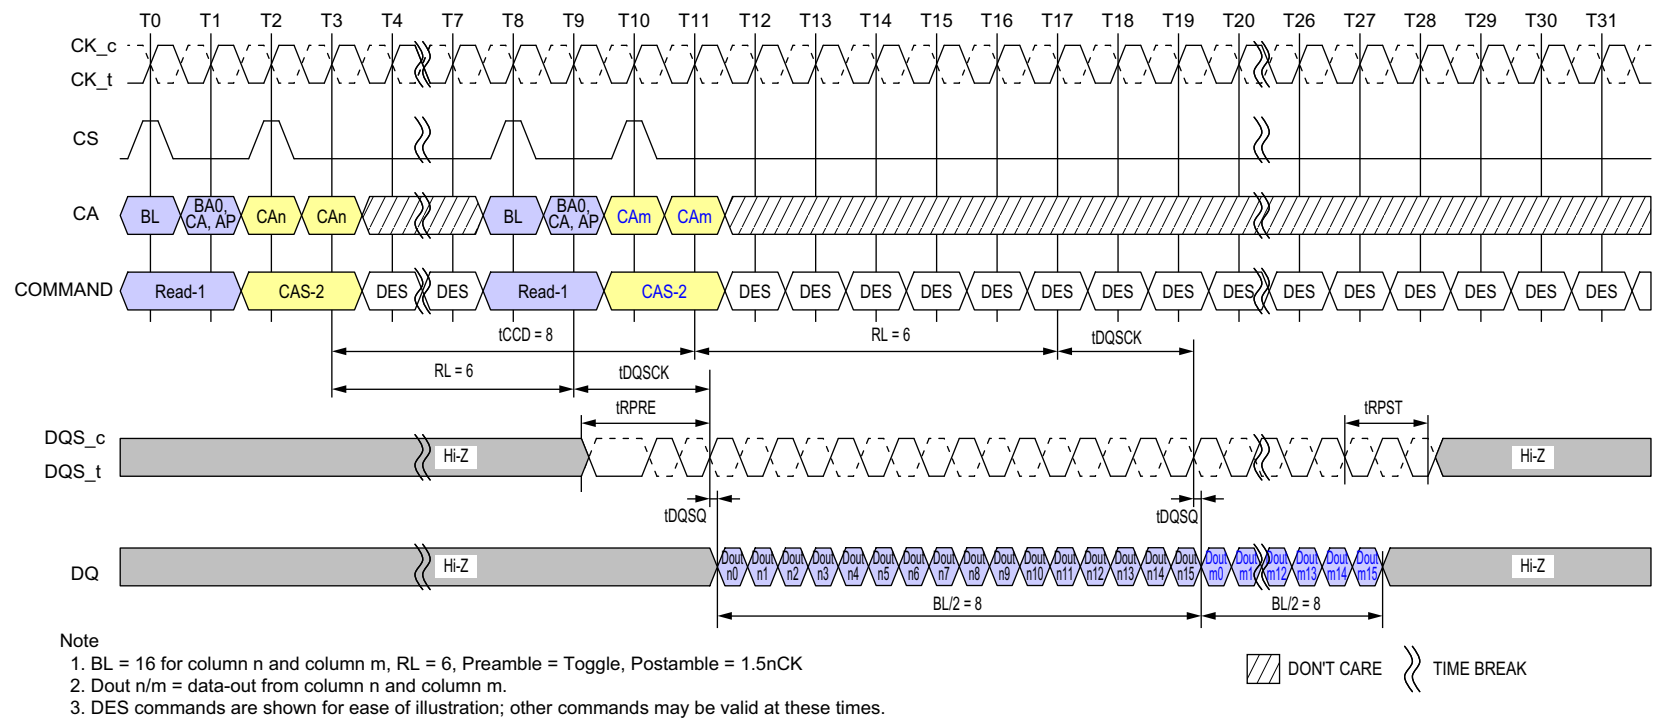 T0 T1 T2 T3 T4 T7 T8 T9 T10 T11 T12 T13 T14 T15 T16 T17 T18 T19 T20 T26 T27 T28 T29 T30 T31
CK_c
CK_t
CS
CA BL BA0, CA, AP CAn CAn BL BA0, CA, AP CAm CAm
COMMAND Read-1 CAS-2 DES DES Read-1 CAS-2 DES DES DES DES DES DES DES DES DES DES DES DES DES DES DES
tCCD = 8 RL = 6 tDQSCK
RL = 6 tDQSCK
tRPRE tRPST
DQS_c
DQS_t Hi-Z Hi-Z
tDQSQ tDQSQ
DQ Hi-Z Dout n0 Dout n1 Dout n2 Dout n3 Dout n4 Dout n5 Dout n6 Dout n7 Dout n8 Dout n9 Dout n10 Dout n11 Dout n12 Dout n13 Dout n14 Dout n15 Dout m0 Dout m1 Dout m12 Dout m13 Dout m14 Dout m15 Hi-Z
BL/2 = 8 BL/2 = 8
Note
1. BL = 16 for column n and column m, RL = 6, Preamble = Toggle, Postamble = 1.5nCK
2. Dout n/m = data-out from column n and column m.
3. DES commands are shown for ease of illustration; other commands may be valid at these times.
DON'T CARE TIME BREAK